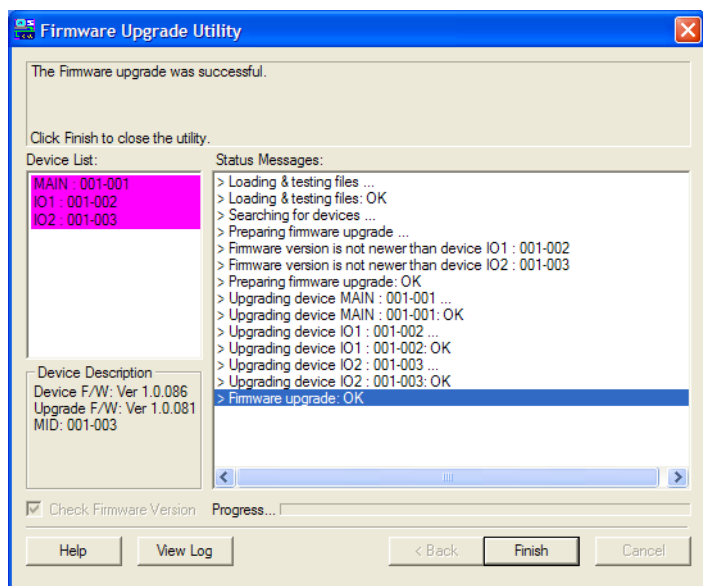 Firmware Upgrade Utility
The Firmware upgrade was successful.
Click Finish to close the utility.
Device List:
MAIN : 001-001
IO1 : 001-002
IO2 : 001-003
Status Messages:
> Loading & testing files ...
> Loading & testing files: OK
> Searching for devices ...
> Preparing firmware upgrade ...
> Firmware version is not newer than device IO1 : 001-002
> Firmware version is not newer than device IO2 : 001-003
> Preparing firmware upgrade: OK
> Upgrading device MAIN : 001-001 ...
> Upgrading device MAIN : 001-001: OK
> Upgrading device IO1 : 001-002 ...
> Upgrading device IO1 : 001-002: OK
> Upgrading device IO2 : 001-003 ...
> Upgrading device IO2 : 001-003: OK
> Firmware upgrade: OK
Device Description
Device F/W: Ver 1.0.086
Upgrade F/W: Ver 1.0.081
MID: 001-003
Check Firmware Version
Progress...
Help
View Log
< Back
Finish
Cancel